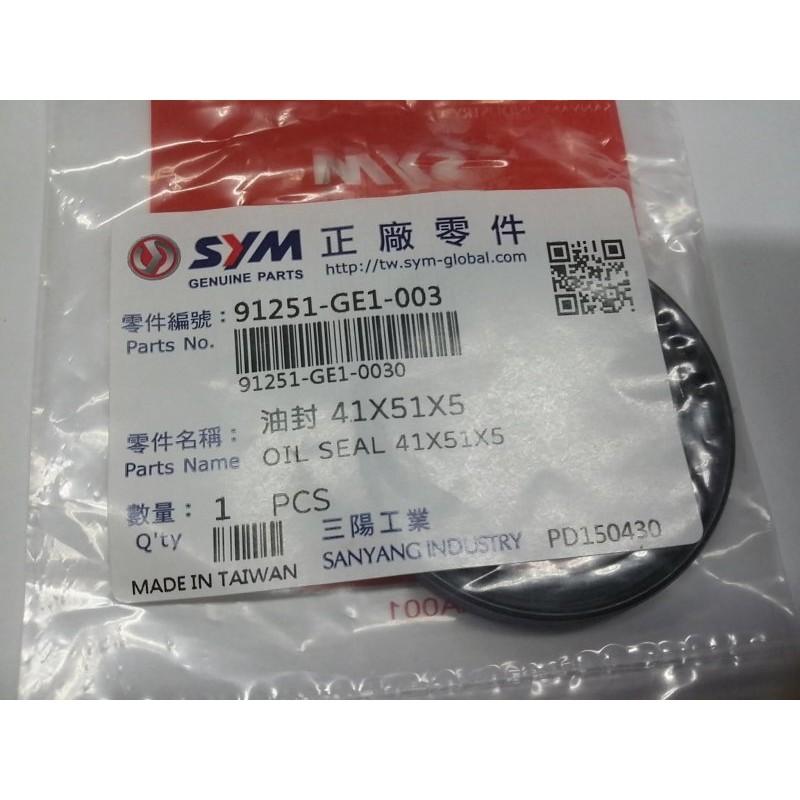 SYM 正廠零件
GENUINE PARTS http://tw.sym-global.com
零件編號：91251-GE1-003
Parts No.
91251-GE1-0030
零件名稱：油封 41X51X5
Parts Name OIL SEAL 41X51X5
數量：1 PCS
Q'ty
三陽工業
MADE IN TAIWAN SANYANG INDUSTRY PD150430
SYM
A001